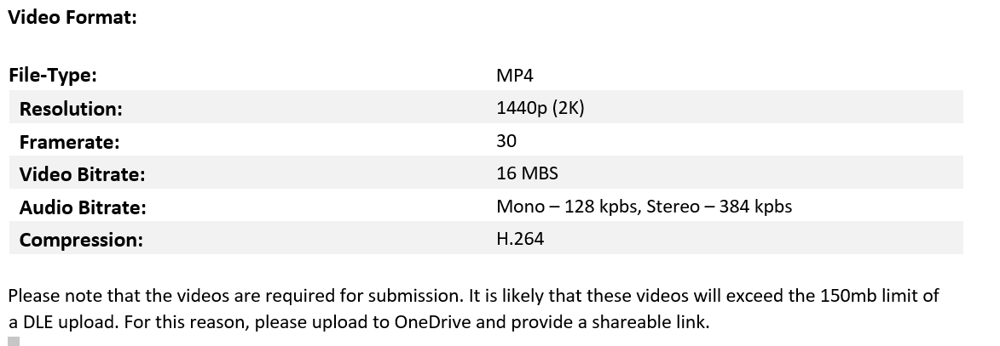 Video Format:
File-Type: MP4
Resolution: 1440p (2K)
Framerate: 30
Video Bitrate: 16 MBS
Audio Bitrate: Mono – 128 kpbs, Stereo – 384 kpbs
Compression: H.264
Please note that the videos are required for submission. It is likely that these videos will exceed the 150mb limit of
a DLE upload. For this reason, please upload to OneDrive and provide a shareable link.